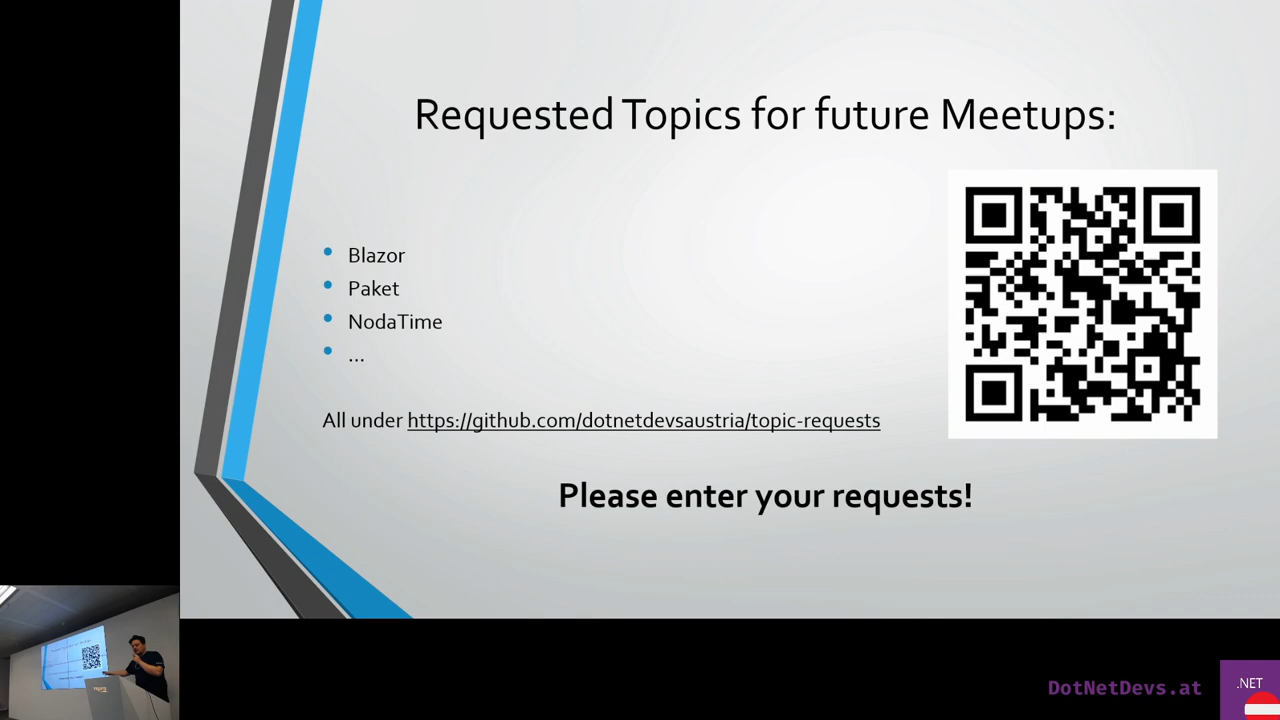 Requested Topics for future Meetups:
• Blazor
• Paket
• NodaTime
• ...
All under https://github.com/dotnetdevsaustria/topic-requests
Please enter your requests!
DotNetDevs.at
.NET